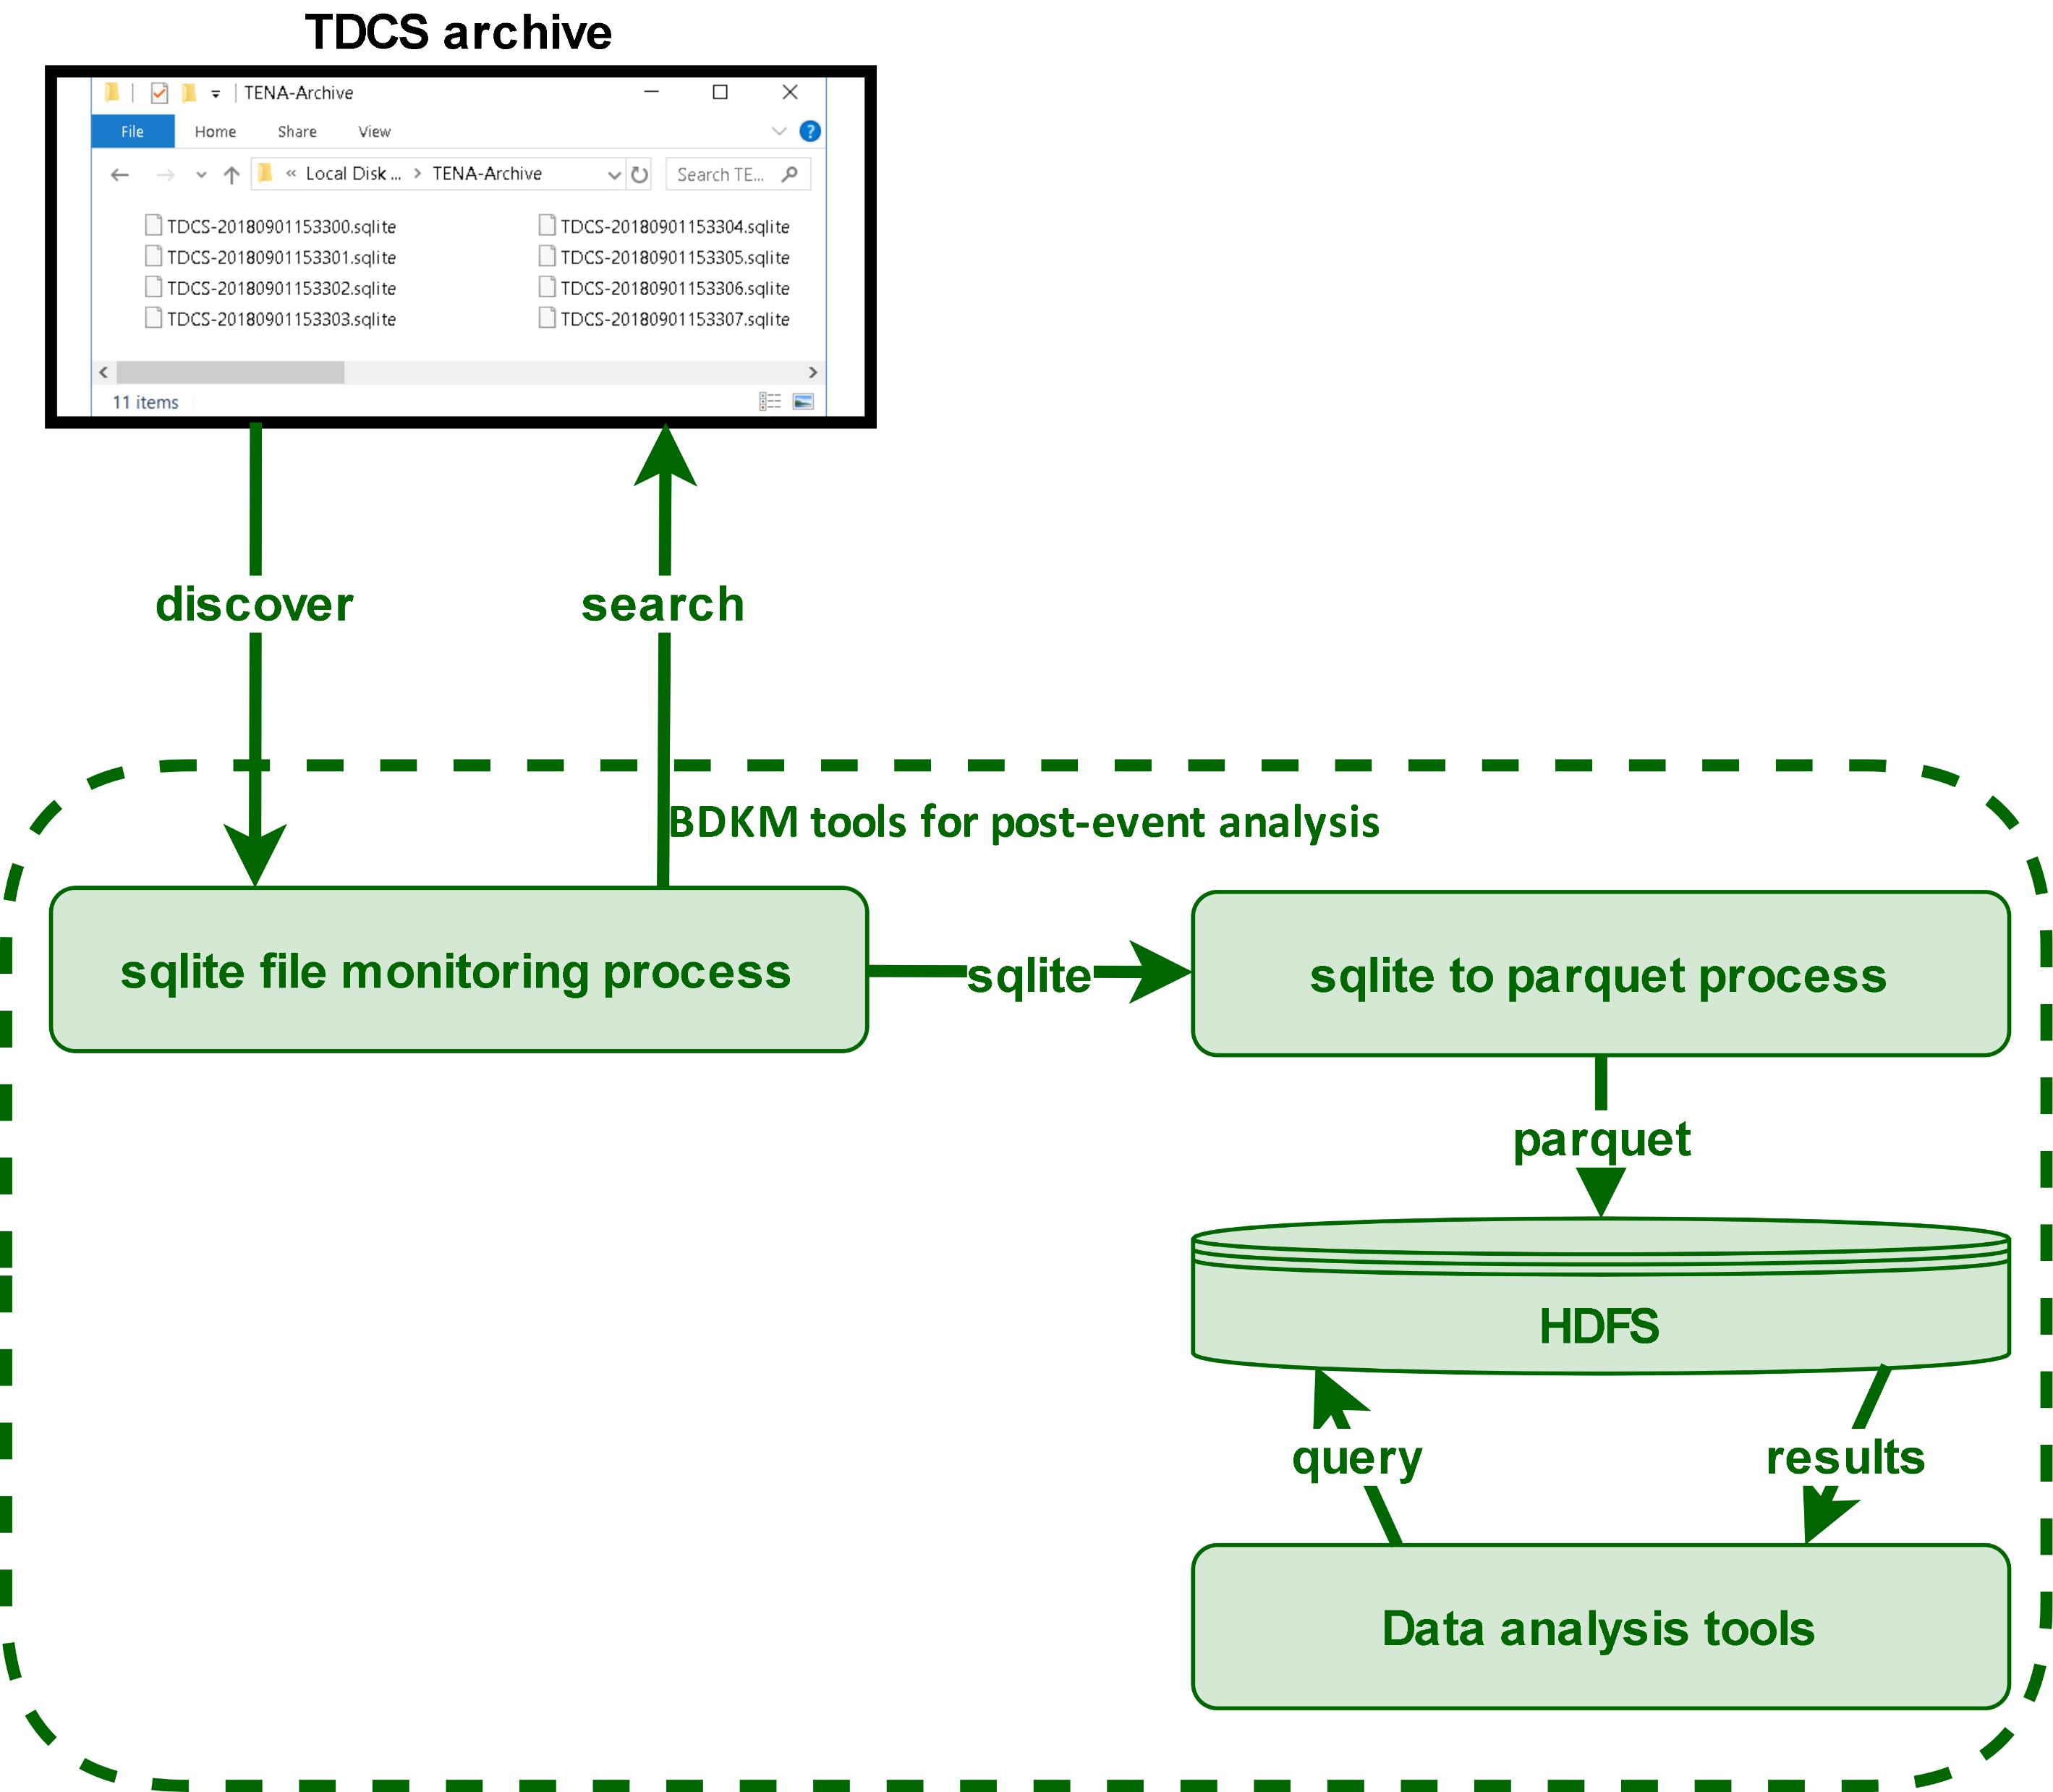 TDCS archive
TENA-Archive
File Home Share View ?
« Local Disk ... > TENA-Archive Search TE...
TDCS-20180901153300.sqlite TDCS-20180901153304.sqlite
TDCS-20180901153301.sqlite TDCS-20180901153305.sqlite
TDCS-20180901153302.sqlite TDCS-20180901153306.sqlite
TDCS-20180901153303.sqlite TDCS-20180901153307.sqlite
11 items
discover search
BDKM tools for post-event analysis
sqlite file monitoring process sqlite sqlite to parquet process
parquet
HDFS
query results
Data analysis tools